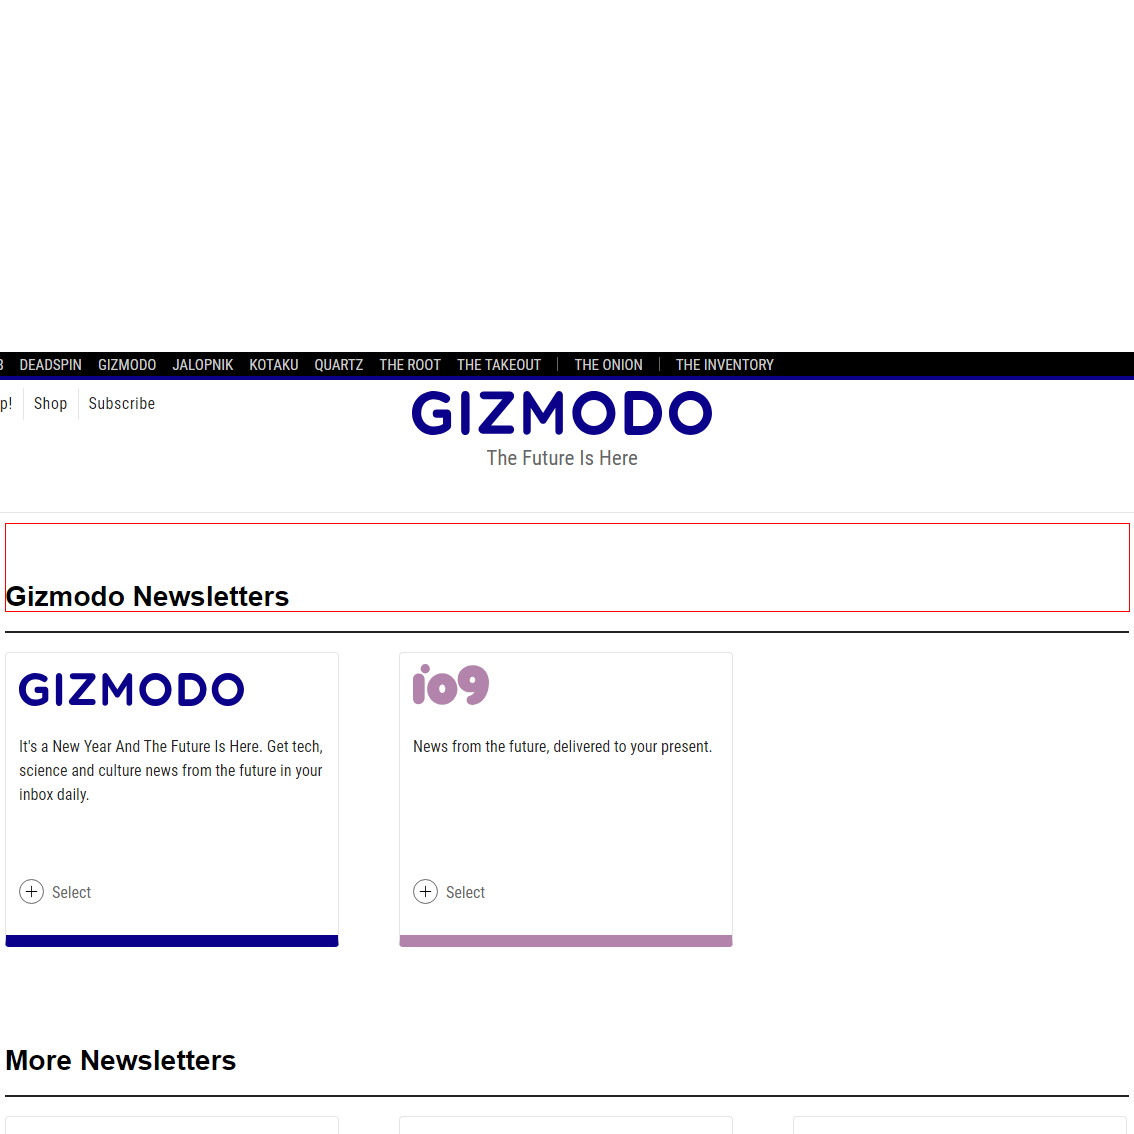 DEADSPIN GIZMODO JALOPNIK KOTAKU QUARTZ THE ROOT THE TAKEOUT THE ONION THE INVENTORY
p! Shop Subscribe
GIZMODO
The Future Is Here
Gizmodo Newsletters
GIZMODO
It's a New Year And The Future Is Here. Get tech,
science and culture news from the future in your
inbox daily.
Select
io9
News from the future, delivered to your present.
Select
More Newsletters